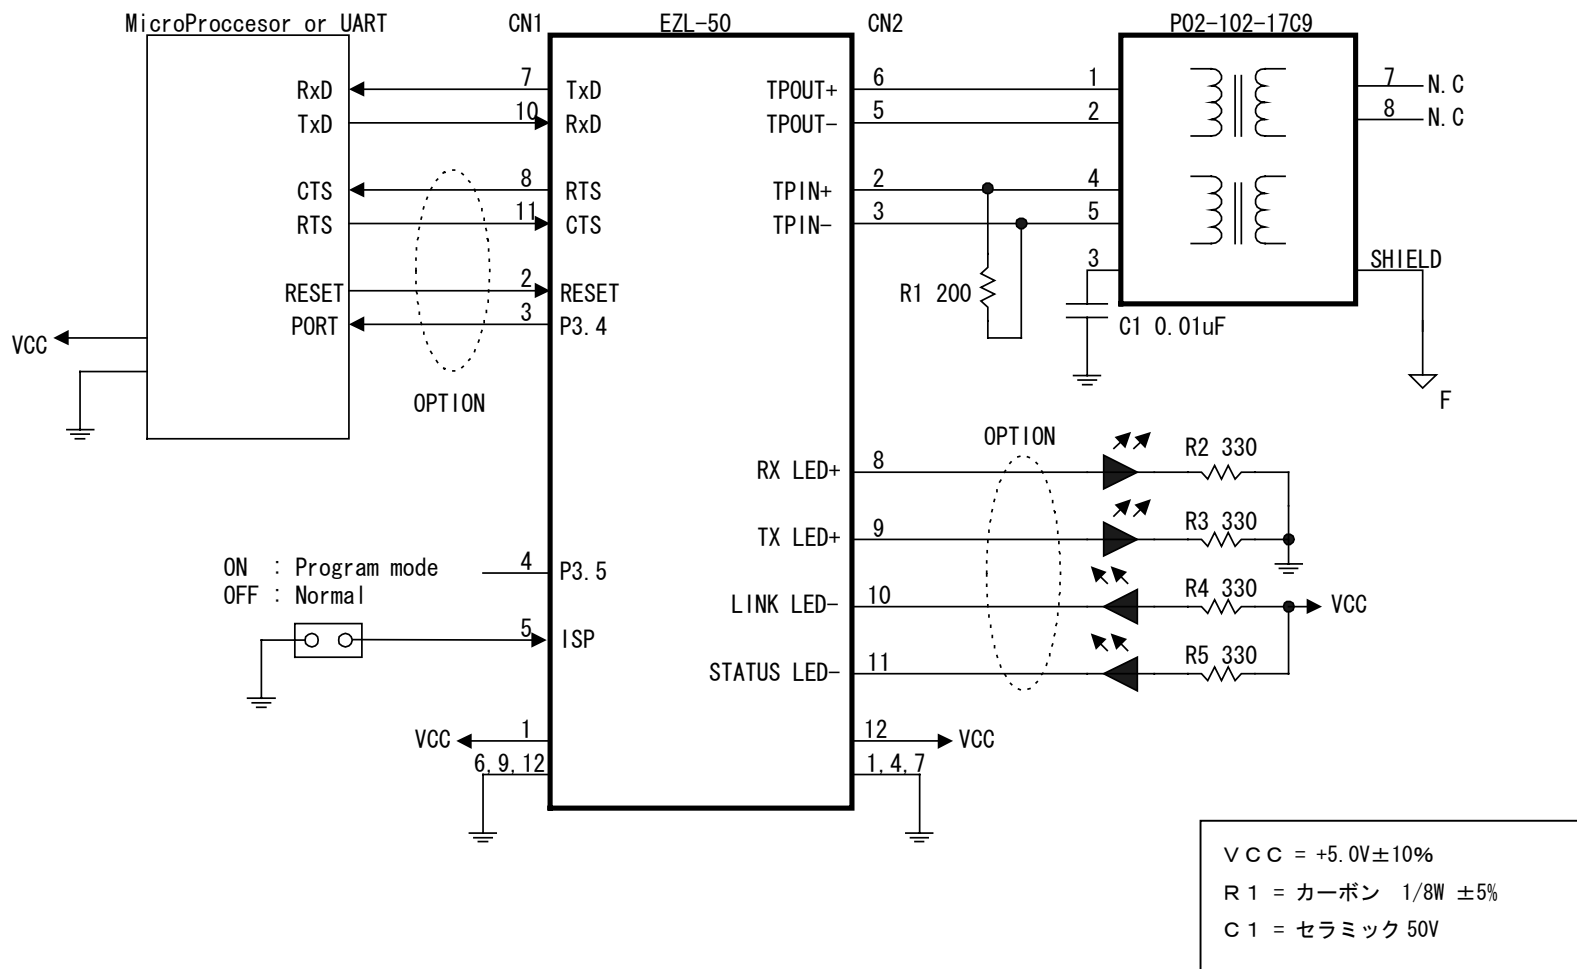 MicroProccesor or UART
CN1
EZL-50
CN2
P02-102-17C9
RxD
7
TxD
TPOUT+
6
1
7
N.C
TxD
10
RxD
TPOUT-
5
2
8
N.C
CTS
8
RTS
TPIN+
2
4
RTS
11
CTS
TPIN-
3
5
3
SHIELD
RESET
2
RESET
R1 200
PORT
3
P3.4
C1 0.01uF
VCC
OPTION
F
OPTION
RX LED+
8
R2 330
TX LED+
9
R3 330
ON : Program mode
4
P3.5
OFF : Normal
LINK LED-
10
R4 330
VCC
5
ISP
STATUS LED-
11
R5 330
VCC
1
12
VCC
6,9,12
1,4,7
VCC = +5.0V±10%
R1 = カーボン 1/8W ±5%
C1 = セラミック 50V